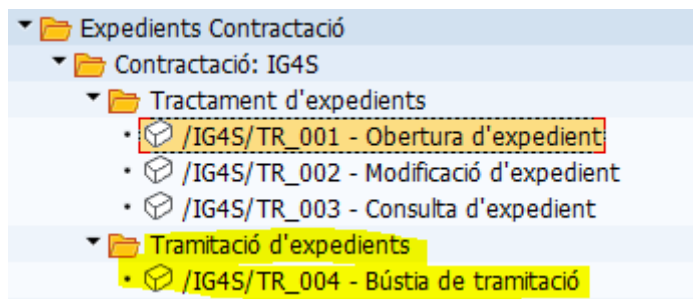 Expedients Contractació
Contractació: IG4S
Tractament d'expedients
/IG4S/TR_001 - Obertura d'expedient
/IG4S/TR_002 - Modificació d'expedient
/IG4S/TR_003 - Consulta d'expedient
Tramitació d'expedients
/IG4S/TR_004 - Bústia de tramitació